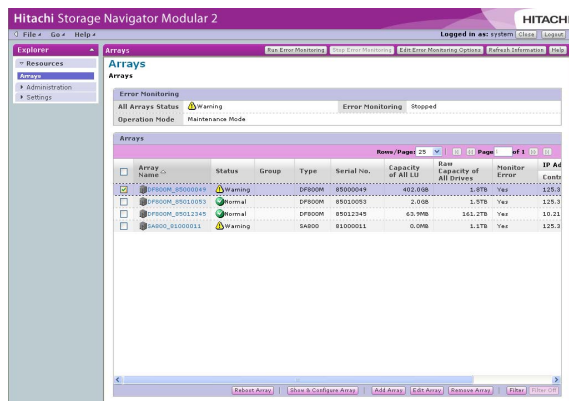 Hitachi Storage Navigator Modular 2
HITACHI
File Go Help
Logged in as: system Close Logout
Explorer
Arrays
Run Error Monitoring Stop Error Monitoring Edit Error Monitoring Options Refresh Information Help
Resources
Arrays
Administration
Settings
Arrays
Arrays
Error Monitoring
All Arrays Status Warning Error Monitoring Stopped
Operation Mode Maintenance Mode
Arrays
Rows/Page: 25 Page 1 of 1
Array Name Status Group Type Serial No. Capacity of All LU Raw Capacity of All Drives Monitor Error IP Ad
Contr
DF800M_85000049 Warning DF800M 85000049 402.0GB 1.8TB Yes 125.3
DF800M_85010053 Normal DF800M 85010053 2.0GB 1.5TB Yes 125.3
DF800M_85012345 Normal DF800M 85012345 63.9MB 161.2TB Yes 10.21
SA800_81000011 Warning SA800 81000011 0.0MB 1.1TB Yes 125.3
Reboot Array Show & Configure Array Add Array Edit Array Remove Array Filter Filter Off